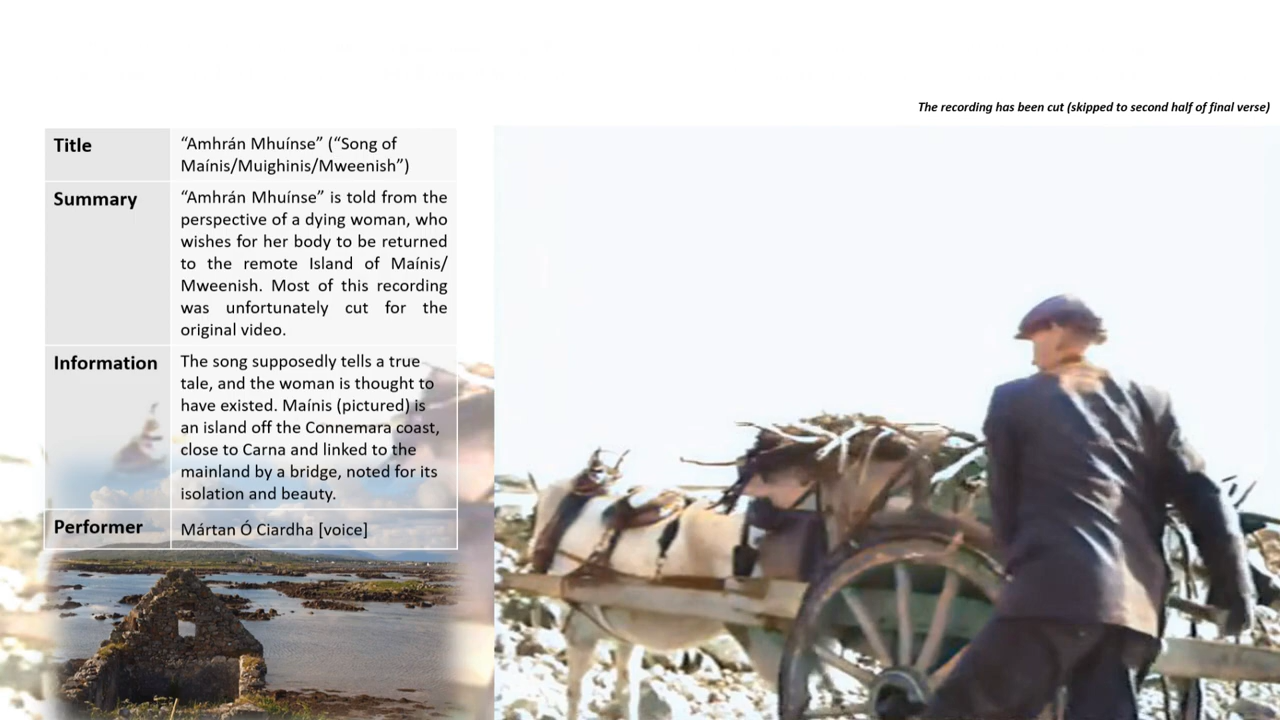 The recording has been cut (skipped to second half of final verse)
Title
“Amhrán Mhuínse” (“Song of
Maínis/Muighinis/Mweenish”)
Summary
“Amhrán Mhuínse” is told from the
perspective of a dying woman, who
wishes for her body to be returned
to the remote Island of Maínis/
Mweenish. Most of this recording
was unfortunately cut for the
original video.
Information
The song supposedly tells a true
tale, and the woman is thought to
have existed. Maínis (pictured) is
an island off the Connemara coast,
close to Carna and linked to the
mainland by a bridge, noted for its
isolation and beauty.
Performer
Mártan Ó Ciardha [voice]